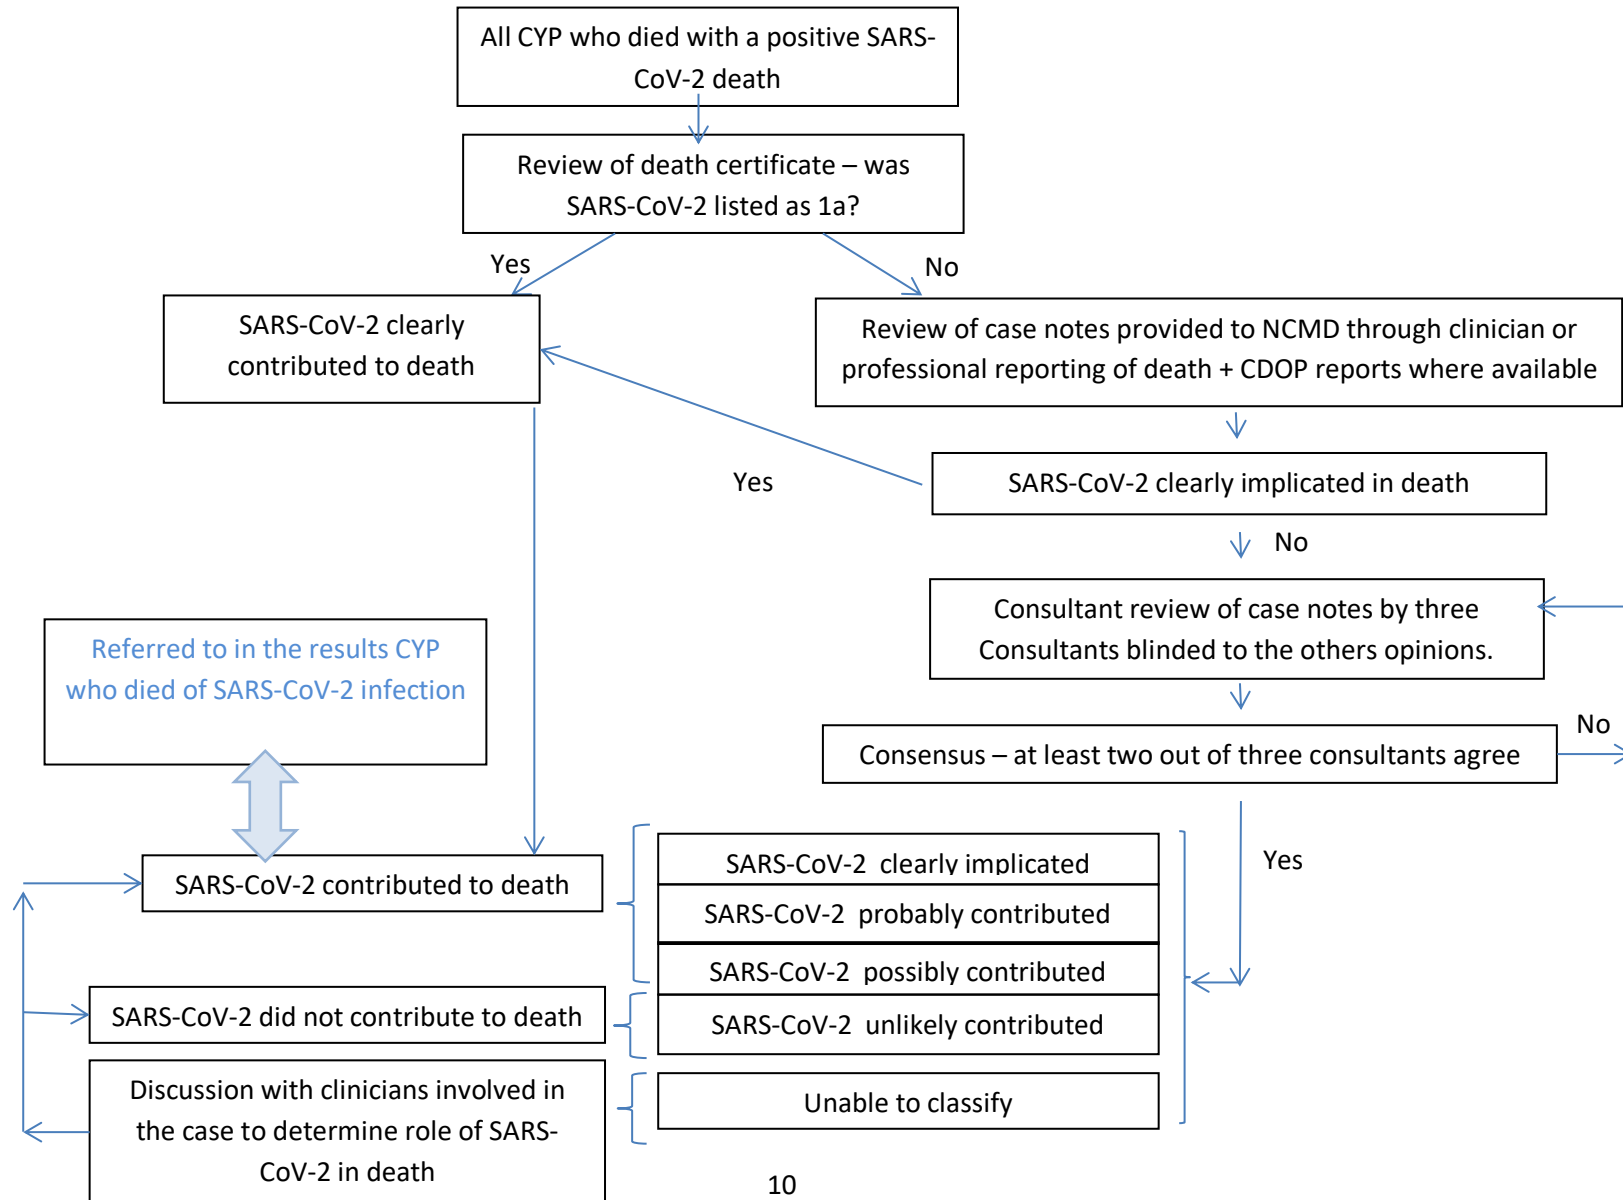 All CYP who died with a positive SARS-
CoV-2 death
Review of death certificate – was
SARS-CoV-2 listed as 1a?
Yes
No
SARS-CoV-2 clearly
contributed to death
Review of case notes provided to NCMD through clinician or
professional reporting of death + CDOP reports where available
Yes
SARS-CoV-2 clearly implicated in death
No
Consultant review of case notes by three
Consultants blinded to the others opinions.
Referred to in the results CYP
who died of SARS-CoV-2 infection
No
Consensus – at least two out of three consultants agree
Yes
SARS-CoV-2 contributed to death
SARS-CoV-2 clearly implicated
SARS-CoV-2 probably contributed
SARS-CoV-2 possibly contributed
SARS-CoV-2 did not contribute to death
SARS-CoV-2 unlikely contributed
Discussion with clinicians involved in
the case to determine role of SARS-
CoV-2 in death
Unable to classify
10